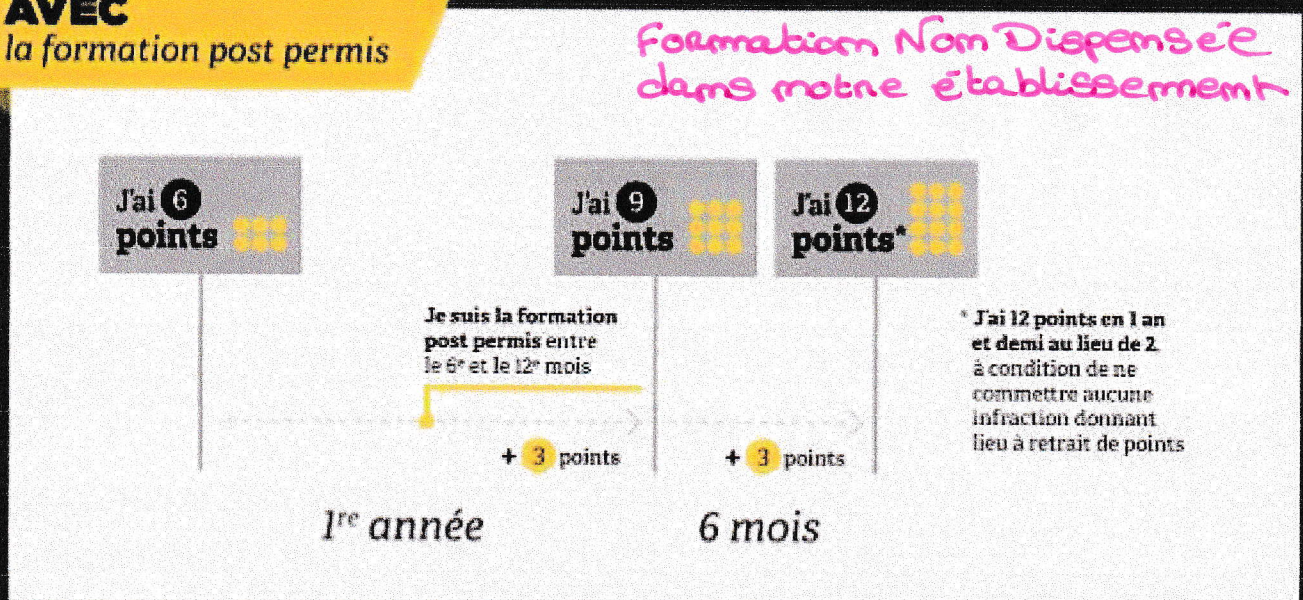 AVEC
la formation post permis
Formation Non Dispensée
dans notre établissement
J'ai 6
points
J'ai 9
points
J'ai 12
points*
Je suis la formation
post permis entre
le 6e et le 12e mois
* J'ai 12 points en 1 an
et demi au lieu de 2
à condition de ne
commettre aucune
infraction donnant
lieu à retrait de points
+ 3 points
+ 3 points
1re année
6 mois